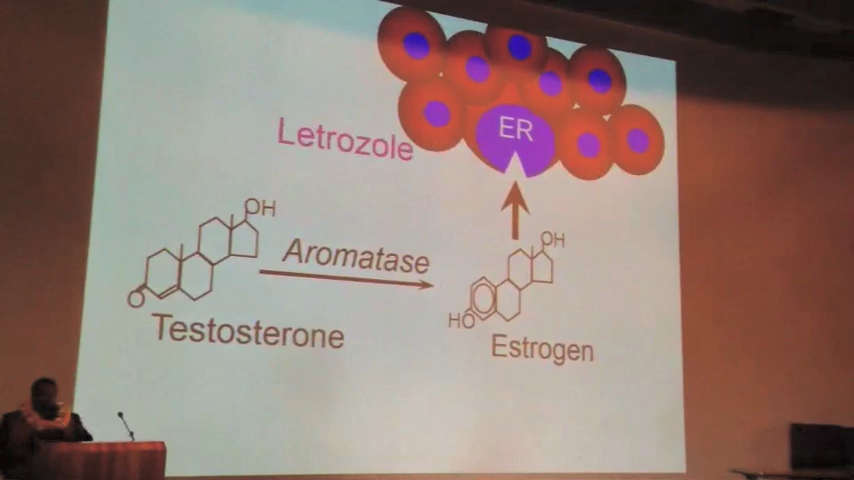 ER
Letrozole
OH
Aromatase
OH
O
HO
Testosterone
Estrogen